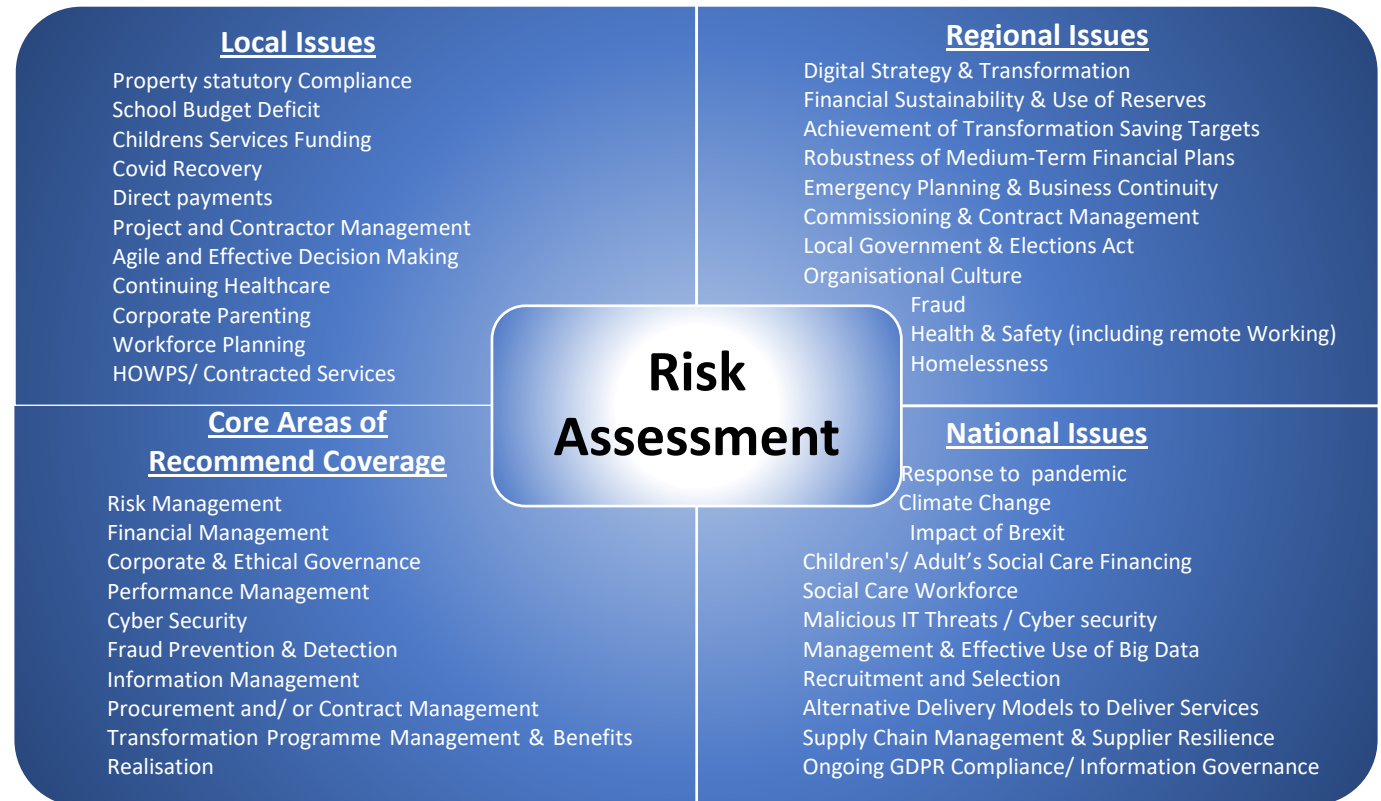 Local Issues
Property statutory Compliance
School Budget Deficit
Childrens Services Funding
Covid Recovery
Direct payments
Project and Contractor Management
Agile and Effective Decision Making
Continuing Healthcare
Corporate Parenting
Workforce Planning
HOWPS/ Contracted Services
Regional Issues
Digital Strategy & Transformation
Financial Sustainability & Use of Reserves
Achievement of Transformation Saving Targets
Robustness of Medium-Term Financial Plans
Emergency Planning & Business Continuity
Commissioning & Contract Management
Local Government & Elections Act
Organisational Culture
Fraud
Health & Safety (including remote Working)
Homelessness
Risk
Assessment
Core Areas of
Recommend Coverage
Risk Management
Financial Management
Corporate & Ethical Governance
Performance Management
Cyber Security
Fraud Prevention & Detection
Information Management
Procurement and/ or Contract Management
Transformation Programme Management & Benefits
Realisation
National Issues
Response to pandemic
Climate Change
Impact of Brexit
Children's/ Adult’s Social Care Financing
Social Care Workforce
Malicious IT Threats / Cyber security
Management & Effective Use of Big Data
Recruitment and Selection
Alternative Delivery Models to Deliver Services
Supply Chain Management & Supplier Resilience
Ongoing GDPR Compliance/ Information Governance